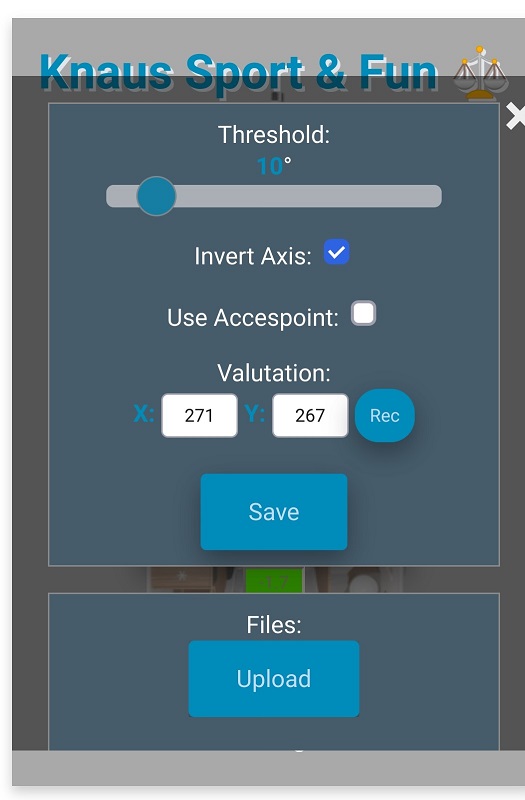 Knaus Sport & Fun
Threshold:
10°
Invert Axis:
Use Accespoint:
Valutation:
X: 271 Y: 267 Rec
Save
Files:
Upload